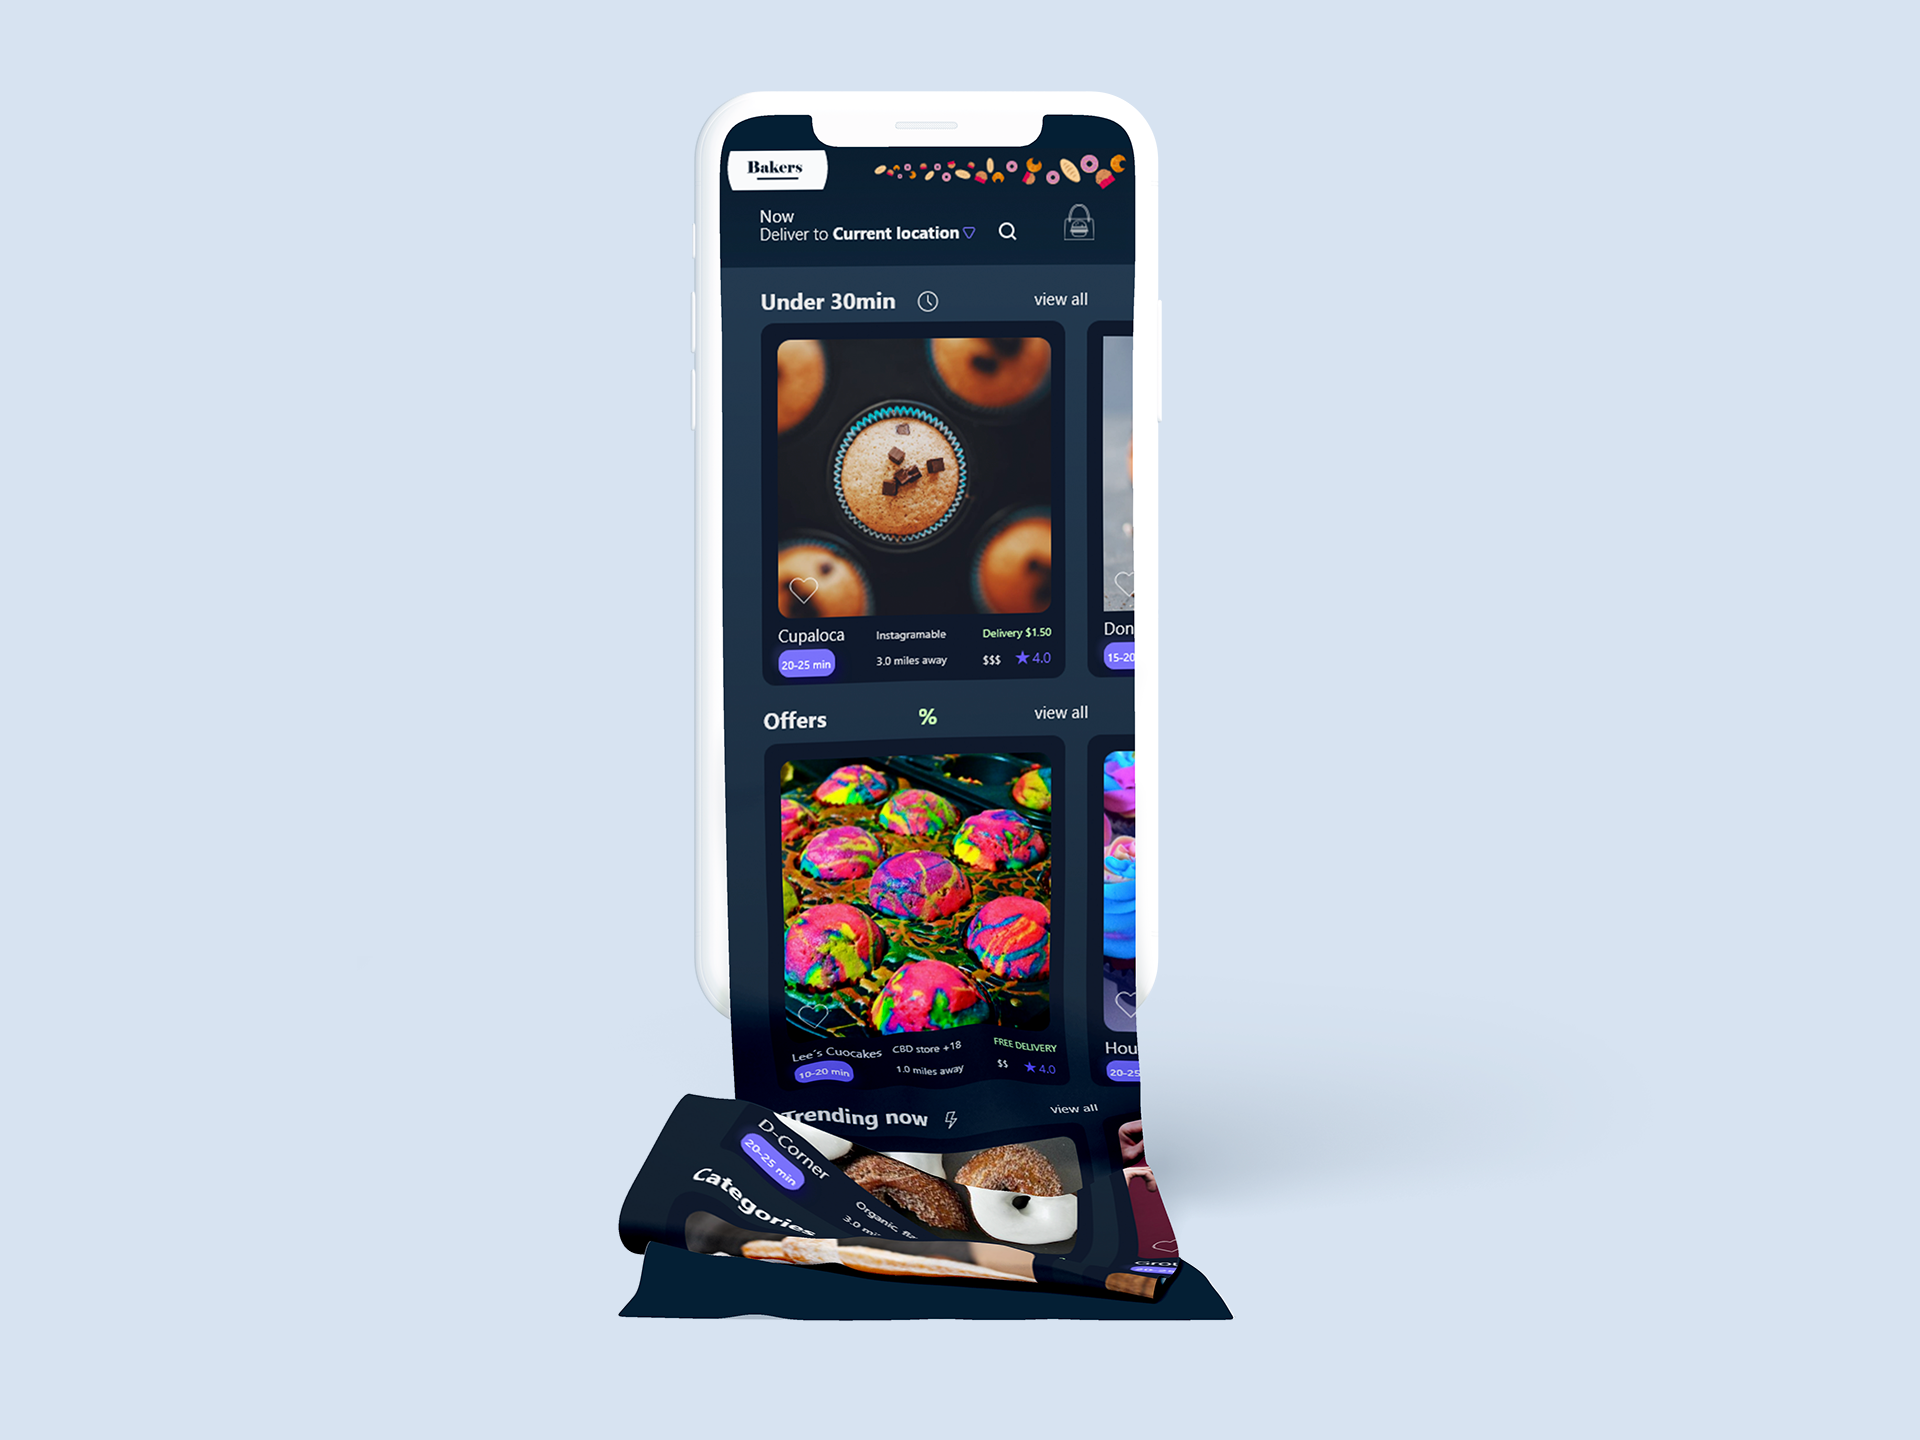 Bakers
Now
Deliver to Current location
Under 30min
view all
Cupaloca
Instagramable
Delivery $1.50
20-25 min
3.0 miles away
$$$
4.0
Don
15-20
Offers
%
view all
Lee´s Cuocakes
CBD store +18
FREE DELIVERY
10-20 min
1.0 miles away
$$
4.0
Hou
20-25
Trending now
view all
D-Corner
20-25 min
Organic,
3.0 mi
Categories
Grou
20-25